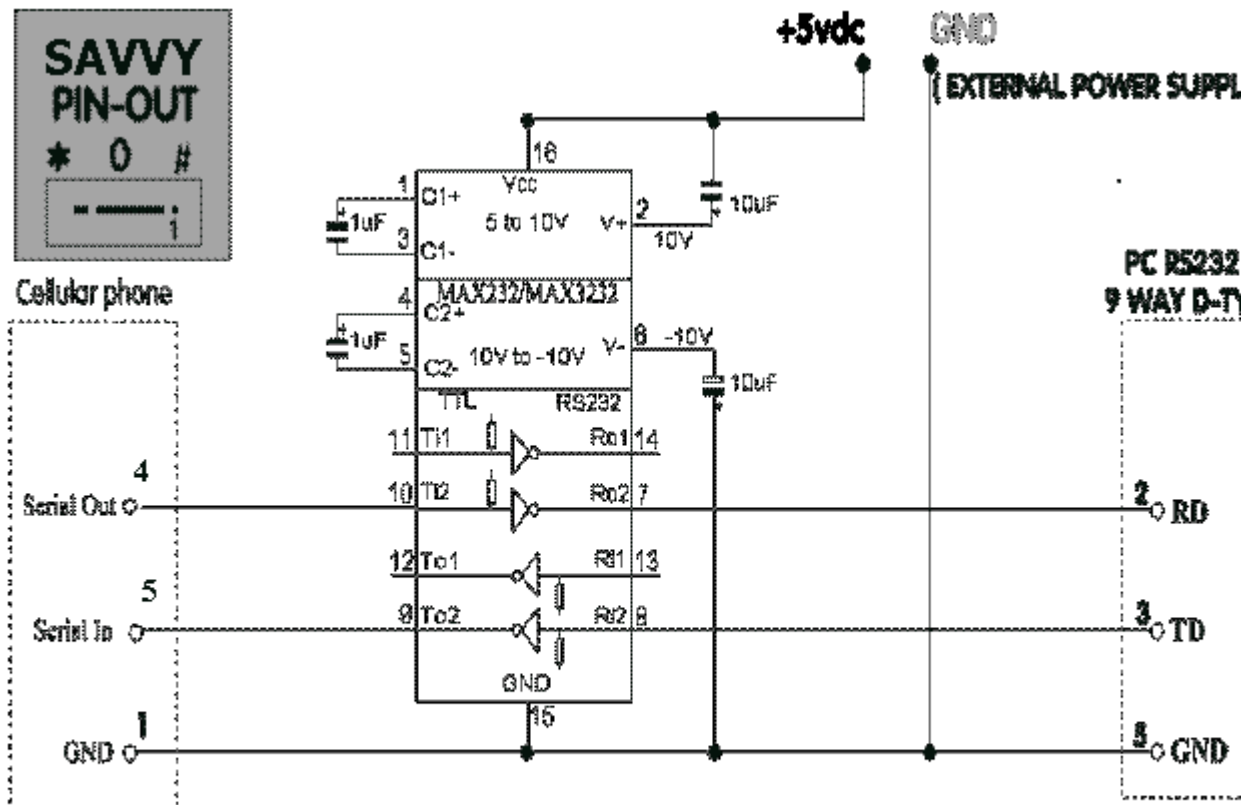 SAVVY
PIN-OUT
* 0 #
1
Cellular phone
+5vdc GND
EXTERNAL POWER SUPPL
16
Vcc
1 C1+
1uF
5 to 10V
V+ 2
10V
10uF
3 C1-
MAX232/MAX3232
4 C2+
1uF
10V to -10V
V- 6 -10V
10uF
5 C2-
TTL RS232
11 Ti1 Ro1 14
Serial Out 4
10 Ti2 Ro2 7
2 RD
12 To1 Ri1 13
Serial In 5
9 To2 Ri2 8
3 TD
GND
15
GND 1
5 GND
PC RS232
9 WAY D-TY